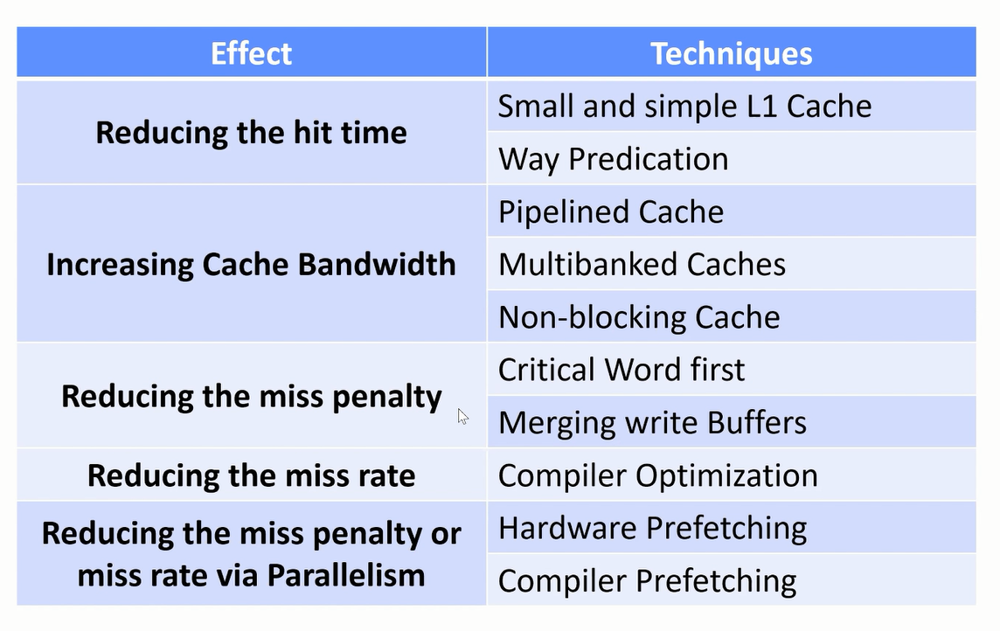 Effect
Techniques
Reducing the hit time
Small and simple L1 Cache
Way Predication
Increasing Cache Bandwidth
Pipelined Cache
Multibanked Caches
Non-blocking Cache
Reducing the miss penalty
Critical Word first
Merging write Buffers
Reducing the miss rate
Compiler Optimization
Reducing the miss penalty or
miss rate via Parallelism
Hardware Prefetching
Compiler Prefetching